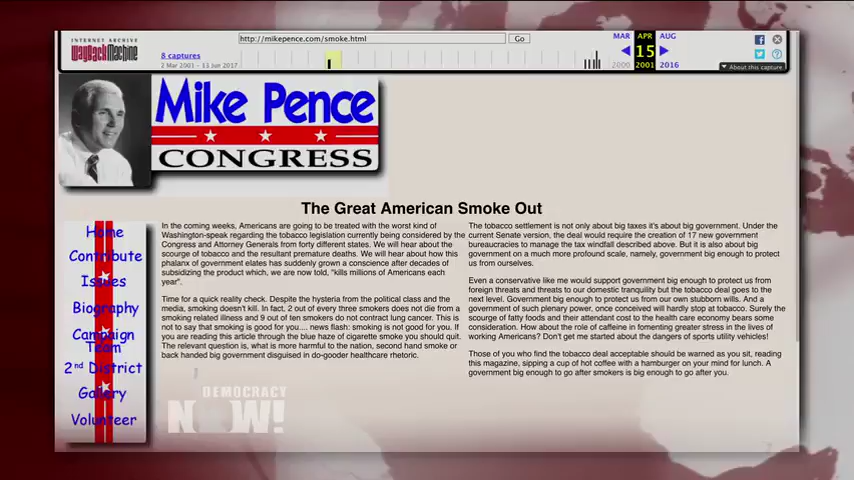 INTERNET ARCHIVE
WayBackMachine
http://mikepence.com/smoke.html
Go
8 captures
2 Mar 2001 – 13 Jun 2017
MAR
APR
AUG
15
2000
2001
2016
About this capture
Mike Pence
CONGRESS
The Great American Smoke Out
Home
Contribute
Issues
Biography
Campaign
Team
2nd District
Gallery
Volunteer
In the coming weeks, Americans are going to be treated with the worst kind of
Washington-speak regarding the tobacco legislation currently being considered by the
Congress and Attorney Generals from forty different states. We will hear about the
scourge of tobacco and the resultant premature deaths. We will hear about how this
phalanx of government elates has suddenly grown a conscience after decades of
subsidizing the product which, we are now told, "kills millions of Americans each
year".
Time for a quick reality check. Despite the hysteria from the political class and the
media, smoking doesn't kill. In fact, 2 out of every three smokers does not die from a
smoking related illness and 9 out of ten smokers do not contract lung cancer. This is
not to say that smoking is good for you.... news flash: smoking is not good for you. If
you are reading this article through the blue haze of cigarette smoke you should quit.
The relevant question is, what is more harmful to the nation, second hand smoke or
back handed big government disguised in do-gooder healthcare rhetoric.
The tobacco settlement is not only about big taxes it's about big government. Under the
current Senate version, the deal would require the creation of 17 new government
bureaucracies to manage the tax windfall described above. But it is also about big
government on a much more profound scale, namely, government big enough to protect
us from ourselves.
Even a conservative like me would support government big enough to protect us from
foreign threats and threats to our domestic tranquility but the tobacco deal goes to the
next level. Government big enough to protect us from our own stubborn wills. And a
government of such plenary power, once conceived will hardly stop at tobacco. Surely the
scourge of fatty foods and their attendant cost to the health care economy bears some
consideration. How about the role of caffeine in fomenting greater stress in the lives of
working Americans? Don't get me started about the dangers of sports utility vehicles!
Those of you who find the tobacco deal acceptable should be warned as you sit, reading
this magazine, sipping a cup of hot coffee with a hamburger on your mind for lunch. A
government big enough to go after smokers is big enough to go after you.
DEMOCRACY
NOW!